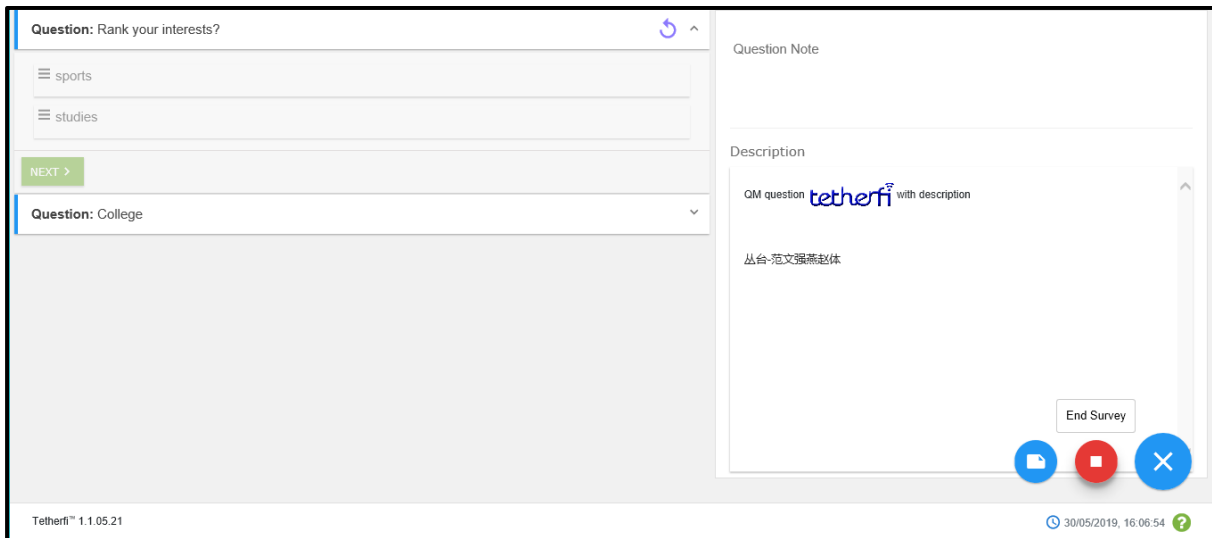 Question: Rank your interests?
sports
studies
NEXT >
Question: College
Question Note
Description
QM question tetherfi with description
丛台-范文强燕赵体
End Survey
Tetherfi™ 1.1.05.21
30/05/2019, 16:06:54 ?